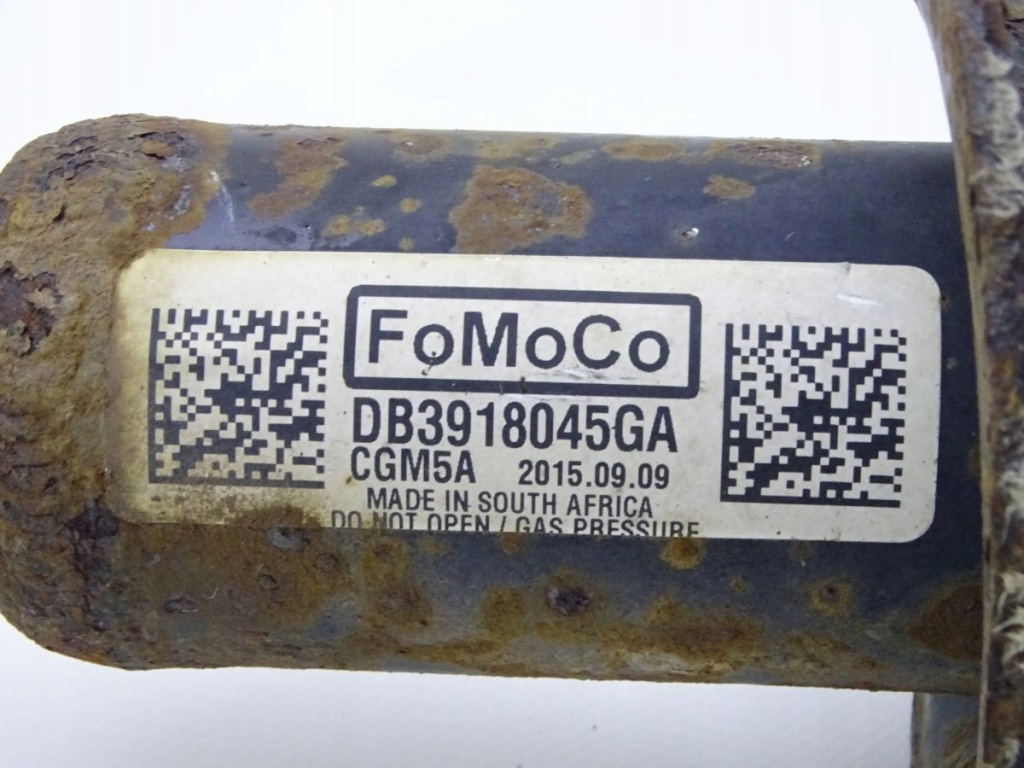 FoMoCo
DB3918045GA
CGM5A 2015.09.09
MADE IN SOUTH AFRICA
DO NOT OPEN / GAS PRESSURE